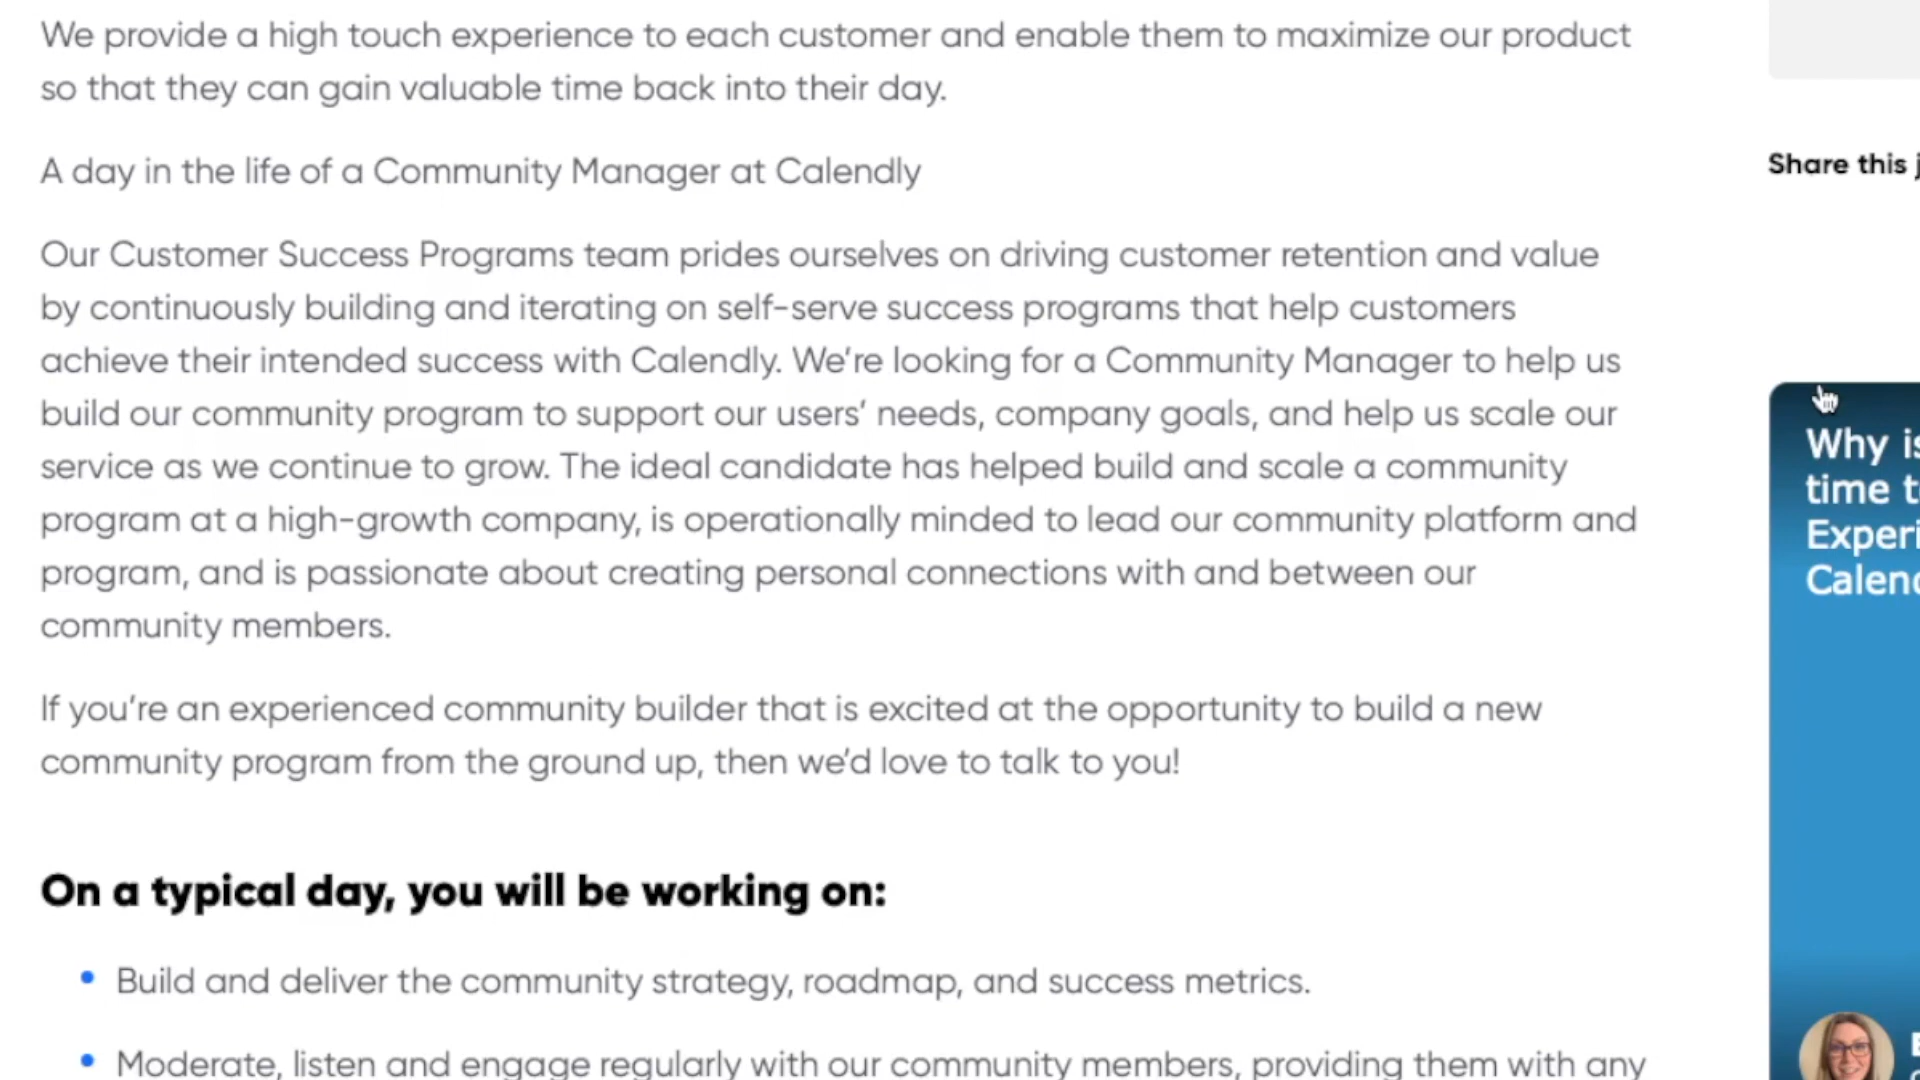 We provide a high touch experience to each customer and enable them to maximize our product
so that they can gain valuable time back into their day.
A day in the life of a Community Manager at Calendly
Our Customer Success Programs team prides ourselves on driving customer retention and value
by continuously building and iterating on self-serve success programs that help customers
achieve their intended success with Calendly. We’re looking for a Community Manager to help us
build our community program to support our users’ needs, company goals, and help us scale our
service as we continue to grow. The ideal candidate has helped build and scale a community
program at a high-growth company, is operationally minded to lead our community platform and
program, and is passionate about creating personal connections with and between our
community members.
If you’re an experienced community builder that is excited at the opportunity to build a new
community program from the ground up, then we’d love to talk to you!
On a typical day, you will be working on:
Build and deliver the community strategy, roadmap, and success metrics.
Moderate, listen and engage regularly with our community members, providing them with any
Share this
Why is
time